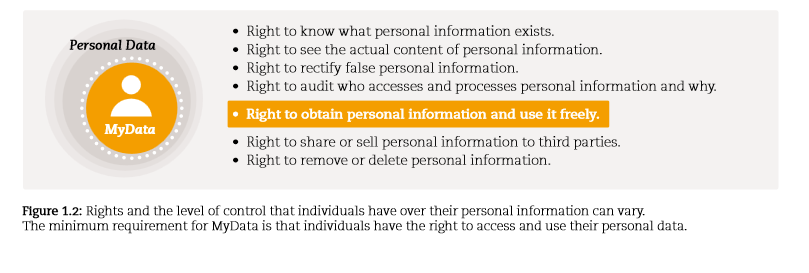 Personal Data
MyData
• Right to know what personal information exists.
• Right to see the actual content of personal information.
• Right to rectify false personal information.
• Right to audit who accesses and processes personal information and why.
• Right to obtain personal information and use it freely.
• Right to share or sell personal information to third parties.
• Right to remove or delete personal information.
Figure 1.2: Rights and the level of control that individuals have over their personal information can vary.
The minimum requirement for MyData is that individuals have the right to access and use their personal data.